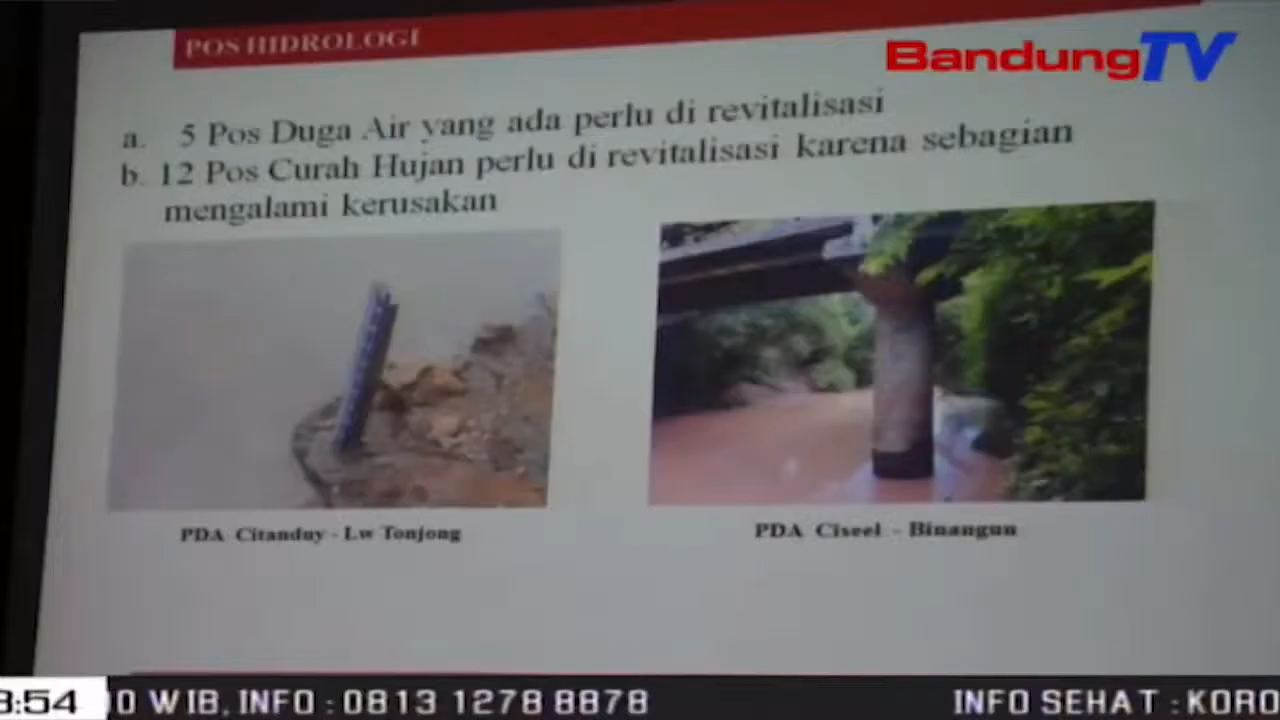 POS HIDROLOGI
BandungTV
a. 5 Pos Duga Air yang ada perlu di revitalisasi
b. 12 Pos Curah Hujan perlu di revitalisasi karena sebagian
mengalami kerusakan
PDA Citanduy - Lw Tonjong
PDA Ciseel - Binangun
3:54
0 WIB, INFO : 0813 1278 8878
INFO SEHAT : KORO